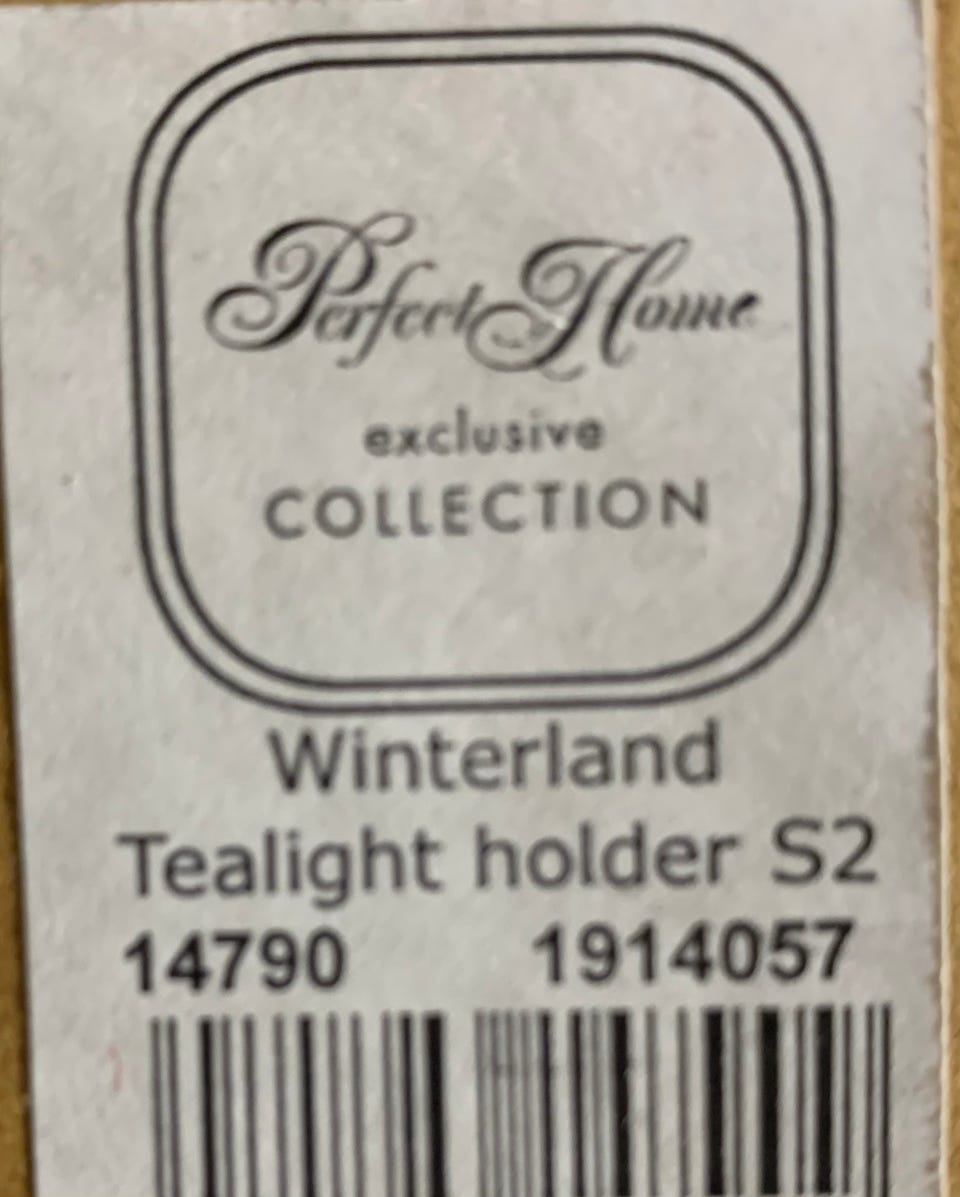 Perfect Home
exclusive
COLLECTION
Winterland
Tealight holder S2
14790 1914057